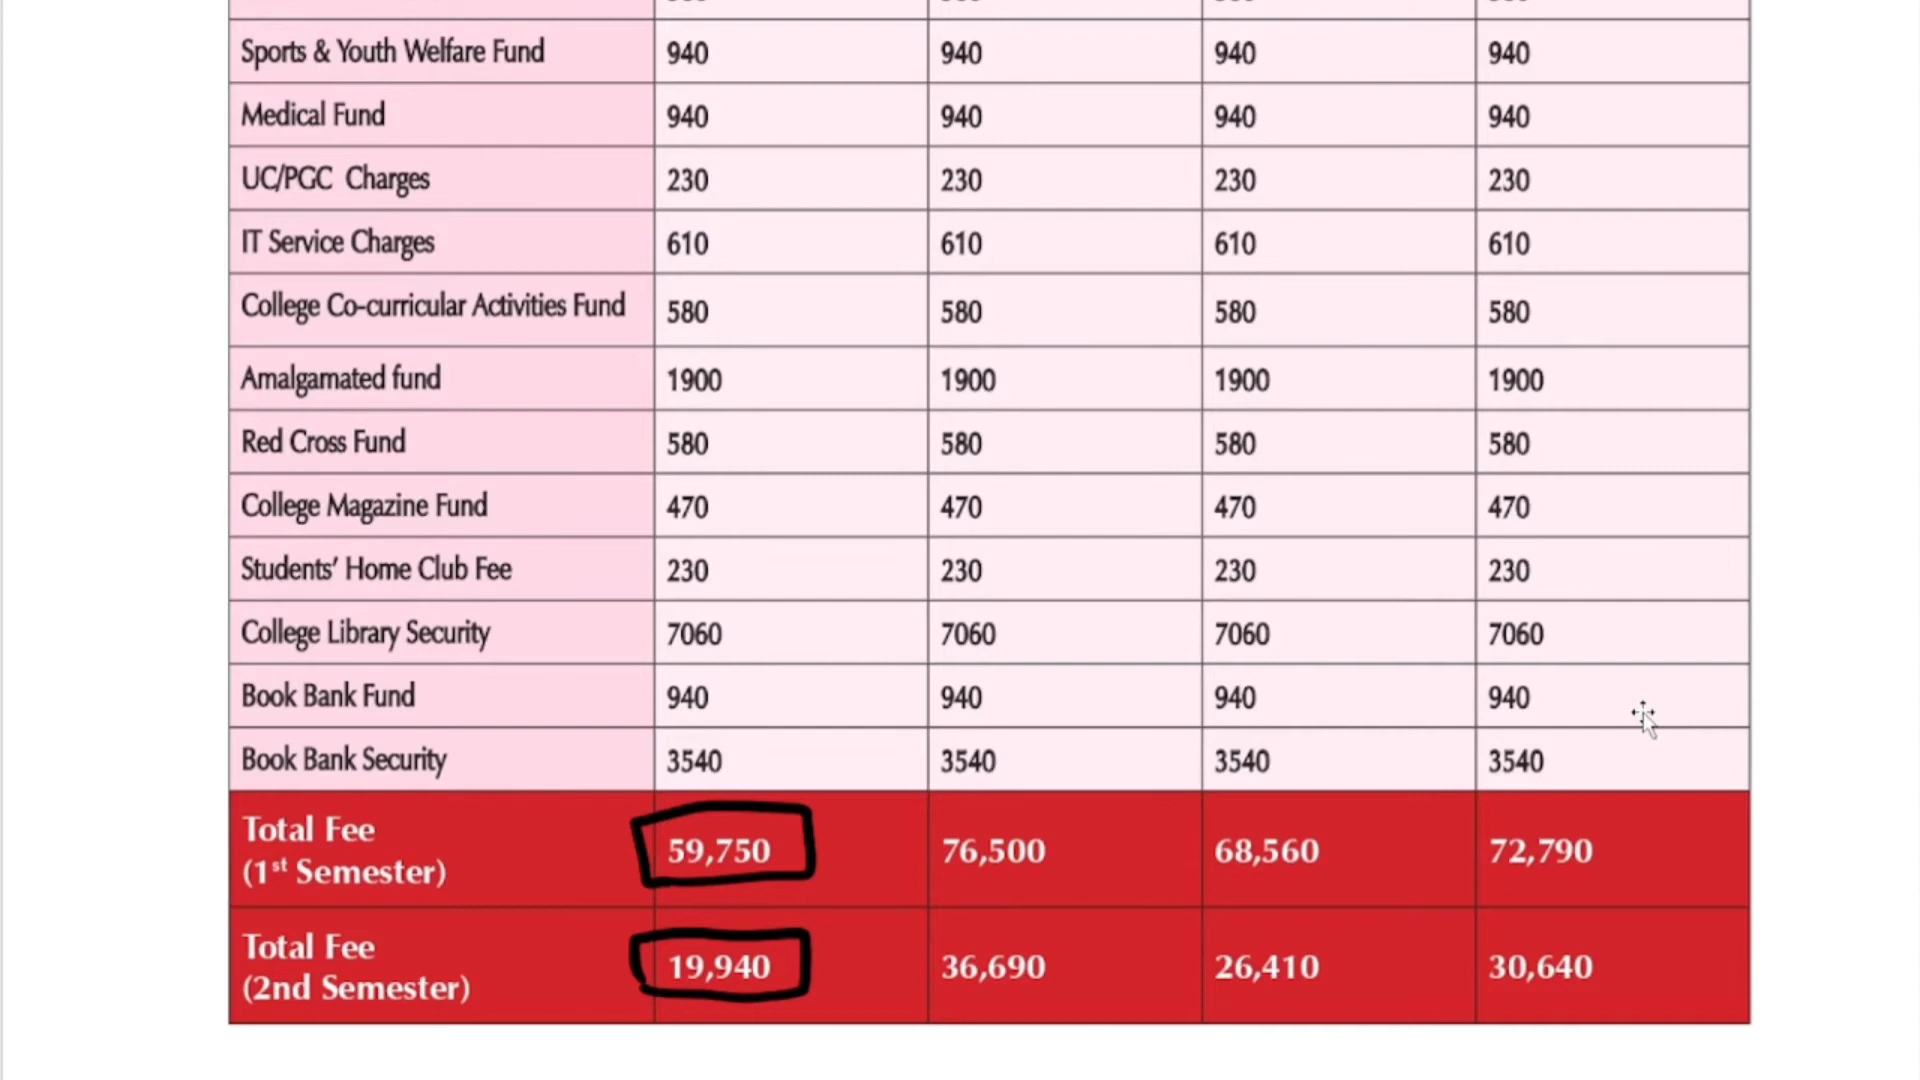 Sports & Youth Welfare Fund 940 940 940 940
Medical Fund 940 940 940 940
UC/PGC Charges 230 230 230 230
IT Service Charges 610 610 610 610
College Co-curricular Activities Fund 580 580 580 580
Amalgamated fund 1900 1900 1900 1900
Red Cross Fund 580 580 580 580
College Magazine Fund 470 470 470 470
Students' Home Club Fee 230 230 230 230
College Library Security 7060 7060 7060 7060
Book Bank Fund 940 940 940 940
Book Bank Security 3540 3540 3540 3540
Total Fee
(1st Semester) 59,750 76,500 68,560 72,790
Total Fee
(2nd Semester) 19,940 36,690 26,410 30,640